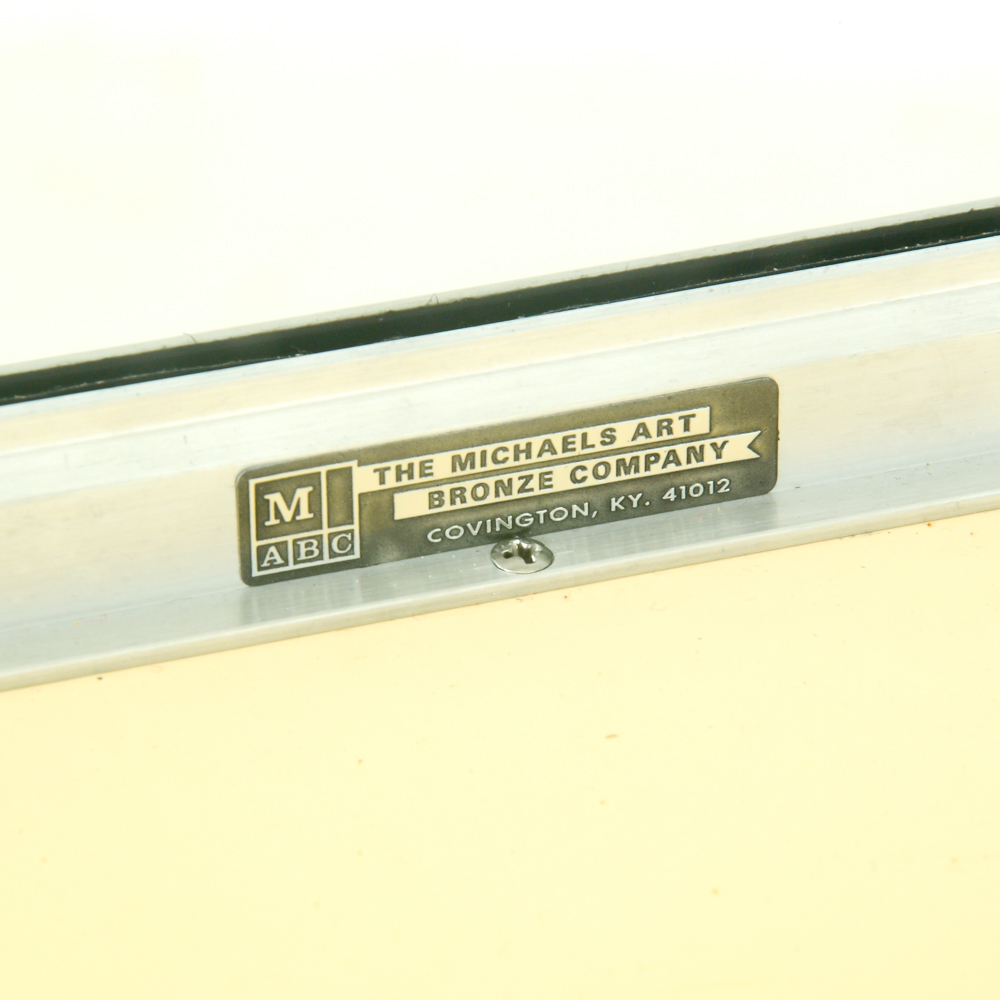 M
ABC
THE MICHAELS ART
BRONZE COMPANY
COVINGTON, KY. 41012